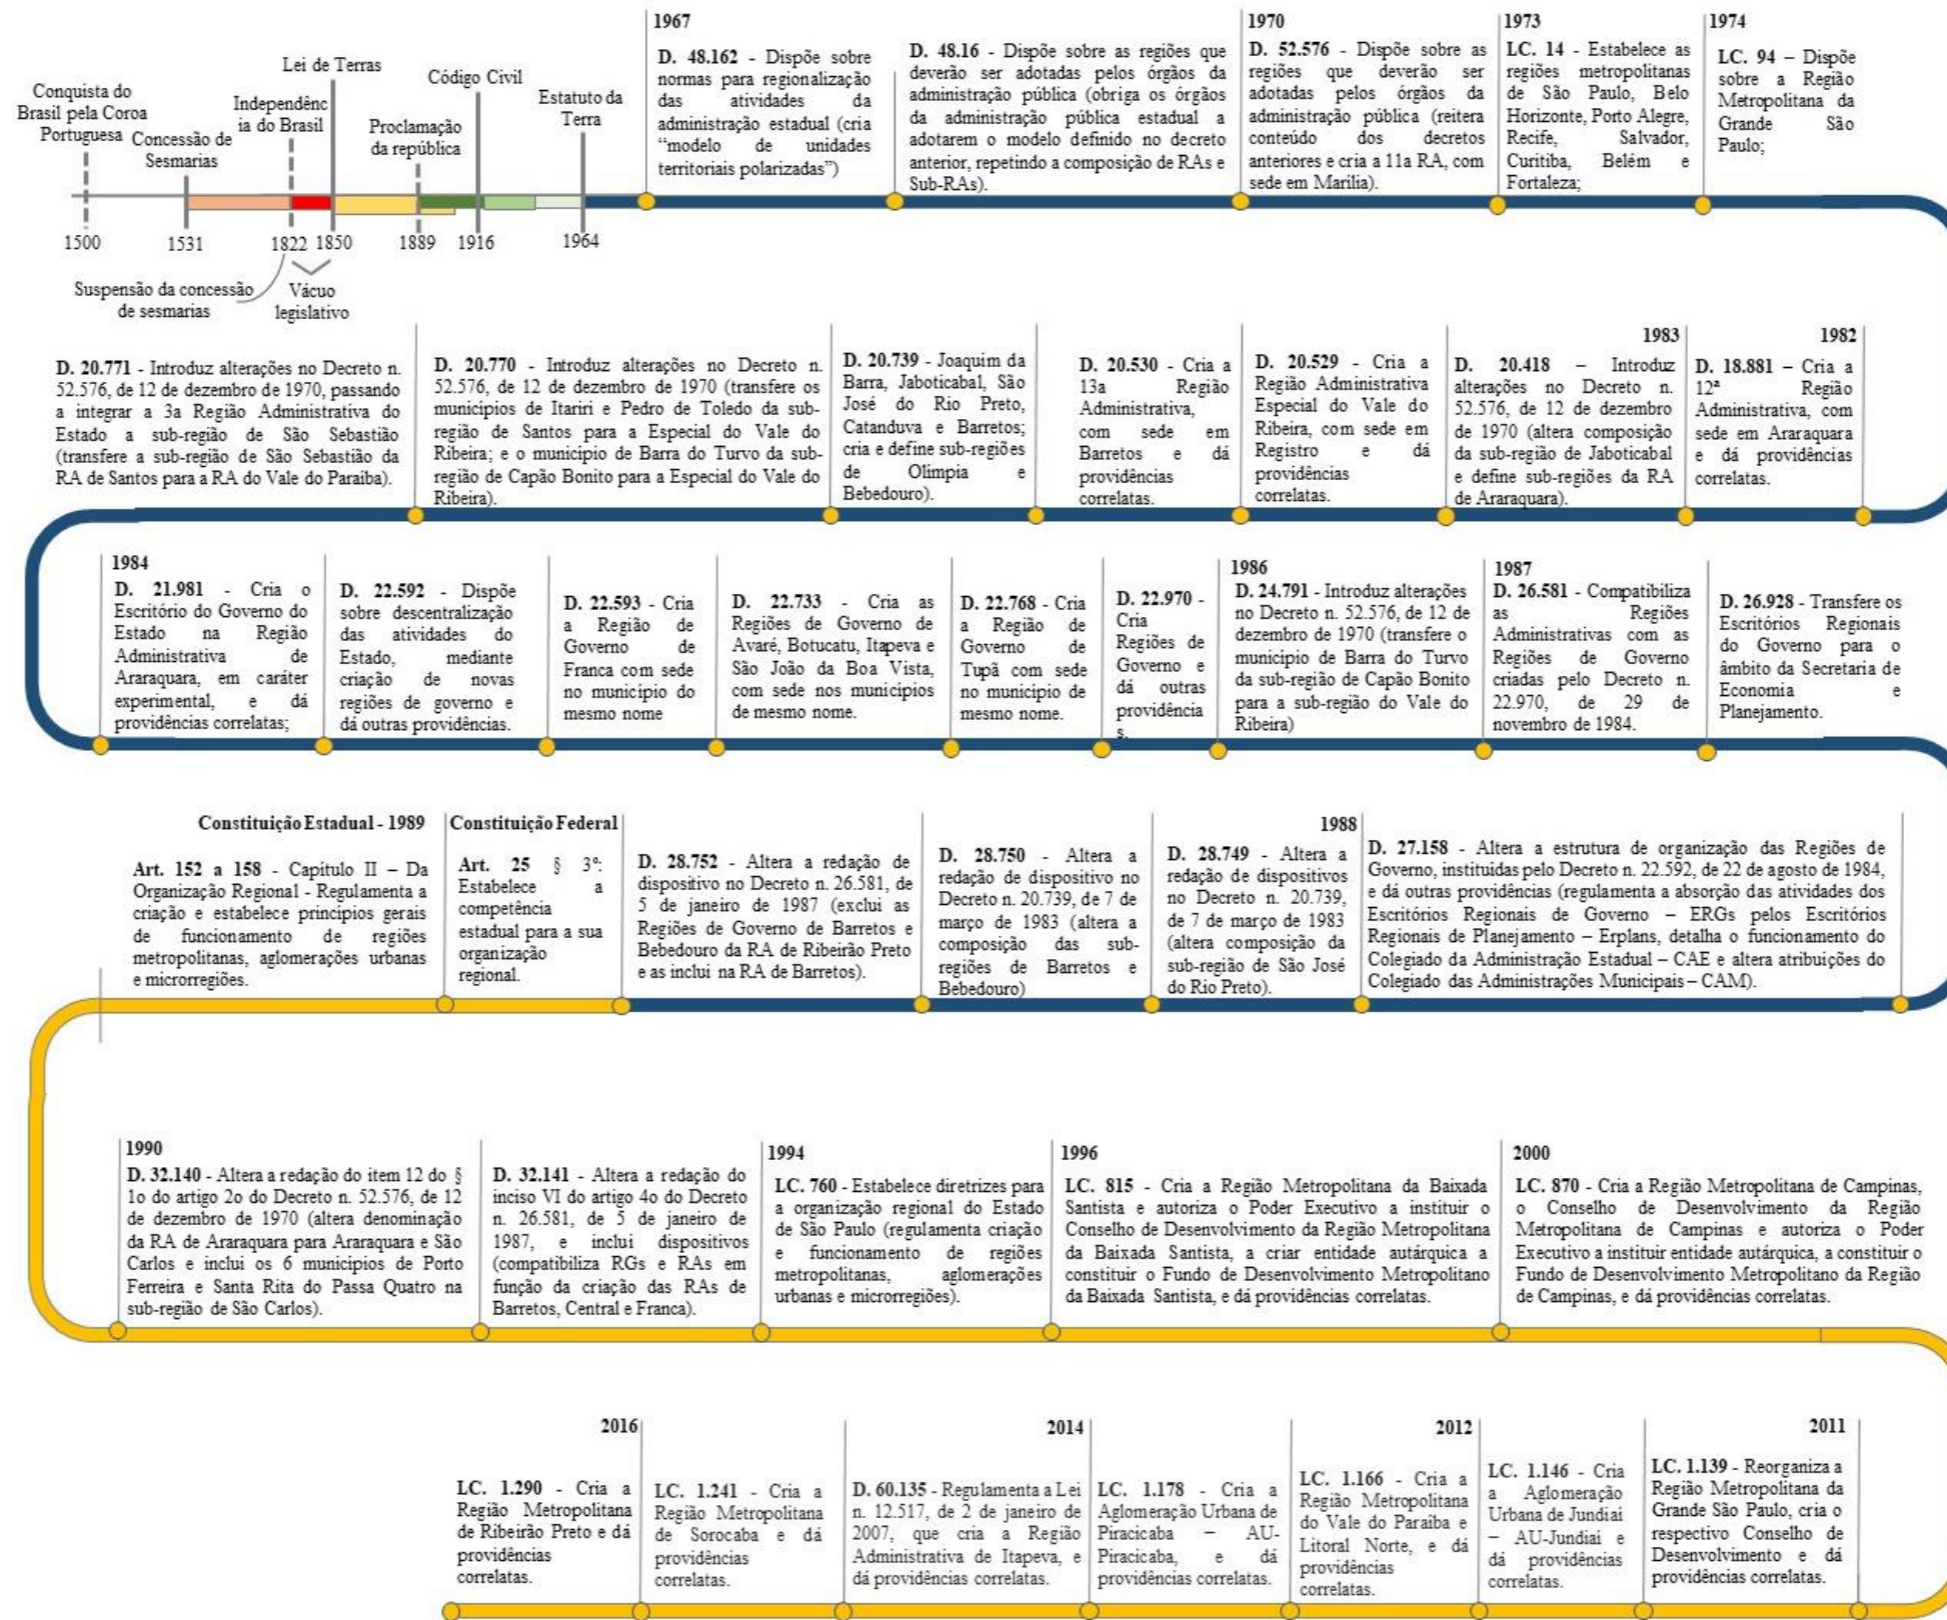 Conquista do
Brasil pela Coroa
Portuguesa
Concessão de
Sesmarias
Independênc
ia do Brasil
Lei de Terras
Proclamação
da república
Código Civil
Estatuto da
Terra
1500
1531
1822
1850
1889
1916
1964
Suspensão da concessão
de sesmarias
Vácuo
legislativo
1967
D. 48.162 - Dispõe sobre
normas para regionalização
das atividades da
administração estadual (cria
“modelo de unidades
territoriais polarizadas”)
D. 48.16 - Dispõe sobre as regiões que
deverão ser adotadas pelos órgãos da
administração pública (obriga os órgãos
da administração pública estadual a
adotarem o modelo definido no decreto
anterior, repetindo a composição de RAs e
Sub-RAs).
1970
D. 52.576 - Dispõe sobre as
regiões que deverão ser
adotadas pelos órgãos da
administração pública (reitera
conteúdo dos decretos
anteriores e cria a 11a RA, com
sede em Marília).
1973
LC. 14 - Estabelece as
regiões metropolitanas
de São Paulo, Belo
Horizonte, Porto Alegre,
Recife, Salvador,
Curitiba, Belém e
Fortaleza;
1974
LC. 94 – Dispõe
sobre a Região
Metropolitana da
Grande São
Paulo;
D. 20.771 - Introduz alterações no Decreto n.
52.576, de 12 de dezembro de 1970, passando
a integrar a 3a Região Administrativa do
Estado a sub-região de São Sebastião
(transfere a sub-região de São Sebastião da
RA de Santos para a RA do Vale do Paraíba).
D. 20.770 - Introduz alterações no Decreto n.
52.576, de 12 de dezembro de 1970 (transfere os
municípios de Itariri e Pedro de Toledo da sub-
região de Santos para a Especial do Vale do
Ribeira; e o município de Barra do Turvo da sub-
região de Capão Bonito para a Especial do Vale do
Ribeira).
D. 20.739 - Joaquim da
Barra, Jaboticabal, São
José do Rio Preto,
Catanduva e Barretos;
cria e define sub-regiões
de Olímpia e
Bebedouro).
D. 20.530 - Cria a
13a Região
Administrativa,
com sede em
Barretos e dá
providências
correlatas.
D. 20.529 - Cria a
Região Administrativa
Especial do Vale do
Ribeira, com sede em
Registro e dá
providências
correlatas.
1983
D. 20.418 – Introduz
alterações no Decreto n.
52.576, de 12 de dezembro
de 1970 (altera composição
da sub-região de Jaboticabal
e define sub-regiões da RA
de Araraquara).
1982
D. 18.881 – Cria a
12ª Região
Administrativa, com
sede em Araraquara
e dá providências
correlatas.
1984
D. 21.981 - Cria o
Escritório do Governo do
Estado na Região
Administrativa de
Araraquara, em caráter
experimental, e dá
providências correlatas;
D. 22.592 - Dispõe
sobre descentralização
das atividades do
Estado, mediante
criação de novas
regiões de governo e
dá outras providências.
D. 22.593 - Cria
a Região de
Governo de
Franca com sede
no município do
mesmo nome
D. 22.733 - Cria as
Regiões de Governo de
Avaré, Botucatu, Itapeva e
São João da Boa Vista,
com sede nos municípios
de mesmo nome.
D. 22.768 - Cria
a Região de
Governo de
Tupã com sede
no município de
mesmo nome.
D. 22.970 -
Cria
Regiões de
Governo e
dá outras
providência
s.
1986
D. 24.791 - Introduz alterações
no Decreto n. 52.576, de 12 de
dezembro de 1970 (transfere o
município de Barra do Turvo
da sub-região de Capão Bonito
para a sub-região do Vale do
Ribeira)
1987
D. 26.581 - Compatibiliza
as Regiões
Administrativas com as
Regiões de Governo
criadas pelo Decreto n.
22.970, de 29 de
novembro de 1984.
D. 26.928 - Transfere os
Escritórios Regionais
do Governo para o
âmbito da Secretaria de
Economia e
Planejamento.
Constituição Estadual - 1989
Art. 152 a 158 - Capítulo II – Da
Organização Regional - Regulamenta a
criação e estabelece princípios gerais
de funcionamento de regiões
metropolitanas, aglomerações urbanas
e microrregiões.
Constituição Federal
Art. 25 § 3º:
Estabelece a
competência
estadual para a sua
organização
regional.
D. 28.752 - Altera a redação de
dispositivo no Decreto n. 26.581, de
5 de janeiro de 1987 (exclui as
Regiões de Governo de Barretos e
Bebedouro da RA de Ribeirão Preto
e as inclui na RA de Barretos).
D. 28.750 - Altera a
redação de dispositivo no
Decreto n. 20.739, de 7 de
março de 1983 (altera a
composição das sub-
regiões de Barretos e
Bebedouro)
1988
D. 28.749 - Altera a
redação de dispositivos
no Decreto n. 20.739,
de 7 de março de 1983
(altera composição da
sub-região de São José
do Rio Preto).
D. 27.158 - Altera a estrutura de organização das Regiões de
Governo, instituídas pelo Decreto n. 22.592, de 22 de agosto de 1984,
e dá outras providências (regulamenta a absorção das atividades dos
Escritórios Regionais de Governo – ERGs pelos Escritórios
Regionais de Planejamento – Erplans, detalha o funcionamento do
Colegiado da Administração Estadual – CAE e altera atribuições do
Colegiado das Administrações Municipais – CAM).
1990
D. 32.140 - Altera a redação do item 12 do §
1o do artigo 2o do Decreto n. 52.576, de 12
de dezembro de 1970 (altera denominação
da RA de Araraquara para Araraquara e São
Carlos e inclui os 6 municípios de Porto
Ferreira e Santa Rita do Passa Quatro na
sub-região de São Carlos).
D. 32.141 - Altera a redação do
inciso VI do artigo 4o do Decreto
n. 26.581, de 5 de janeiro de
1987, e inclui dispositivos
(compatibiliza RGs e RAs em
função da criação das RAs de
Barretos, Central e Franca).
1994
LC. 760 - Estabelece diretrizes para
a organização regional do Estado
de São Paulo (regulamenta criação
e funcionamento de regiões
metropolitanas, aglomerações
urbanas e microrregiões).
1996
LC. 815 - Cria a Região Metropolitana da Baixada
Santista e autoriza o Poder Executivo a instituir o
Conselho de Desenvolvimento da Região Metropolitana
da Baixada Santista, a criar entidade autárquica a
constituir o Fundo de Desenvolvimento Metropolitano
da Baixada Santista, e dá providências correlatas.
2000
LC. 870 - Cria a Região Metropolitana de Campinas,
o Conselho de Desenvolvimento da Região
Metropolitana de Campinas e autoriza o Poder
Executivo a instituir entidade autárquica, a constituir o
Fundo de Desenvolvimento Metropolitano da Região
de Campinas, e dá providências correlatas.
2016
LC. 1.290 - Cria a
Região Metropolitana
de Ribeirão Preto e dá
providências
correlatas.
LC. 1.241 - Cria a
Região Metropolitana
de Sorocaba e dá
providências
correlatas.
2014
D. 60.135 - Regulamenta a Lei
n. 12.517, de 2 de janeiro de
2007, que cria a Região
Administrativa de Itapeva, e
dá providências correlatas.
LC. 1.178 - Cria a
Aglomeração Urbana de
Piracicaba – AU-
Piracicaba, e dá
providências correlatas.
2012
LC. 1.166 - Cria a
Região Metropolitana
do Vale do Paraíba e
Litoral Norte, e dá
providências
correlatas.
LC. 1.146 - Cria
a Aglomeração
Urbana de Jundiaí
– AU-Jundiaí e
dá providências
correlatas.
2011
LC. 1.139 - Reorganiza a
Região Metropolitana da
Grande São Paulo, cria o
respectivo Conselho de
Desenvolvimento e dá
providências correlatas.